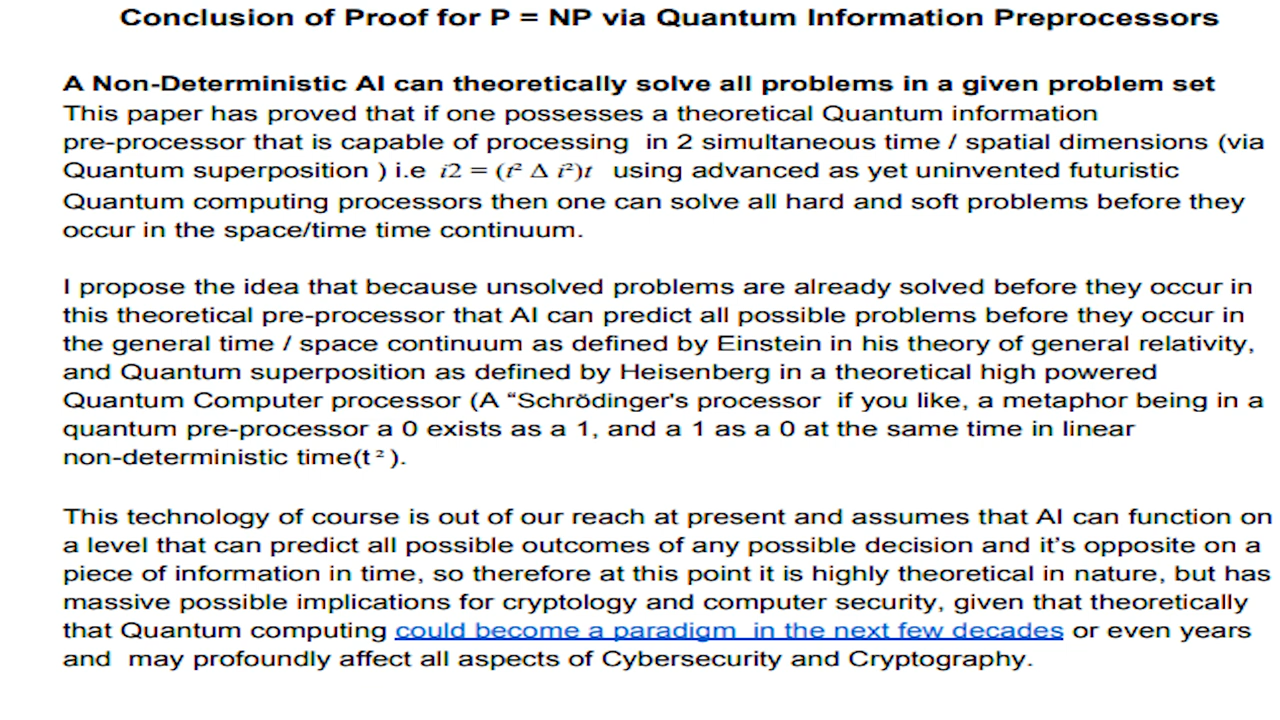 Conclusion of Proof for P = NP via Quantum Information Preprocessors
A Non-Deterministic AI can theoretically solve all problems in a given problem set
This paper has proved that if one possesses a theoretical Quantum information
pre-processor that is capable of processing in 2 simultaneous time / spatial dimensions (via
Quantum superposition ) i.e i2 = (t² Δ i²)t using advanced as yet uninvented futuristic
Quantum computing processors then one can solve all hard and soft problems before they
occur in the space/time time continuum.
I propose the idea that because unsolved problems are already solved before they occur in
this theoretical pre-processor that AI can predict all possible problems before they occur in
the general time / space continuum as defined by Einstein in his theory of general relativity,
and Quantum superposition as defined by Heisenberg in a theoretical high powered
Quantum Computer processor (A “Schrödinger's processor if you like, a metaphor being in a
quantum pre-processor a 0 exists as a 1, and a 1 as a 0 at the same time in linear
non-deterministic time(t ² ).
This technology of course is out of our reach at present and assumes that AI can function on
a level that can predict all possible outcomes of any possible decision and it’s opposite on a
piece of information in time, so therefore at this point it is highly theoretical in nature, but has
massive possible implications for cryptology and computer security, given that theoretically
that Quantum computing could become a paradigm in the next few decades or even years
and may profoundly affect all aspects of Cybersecurity and Cryptography.